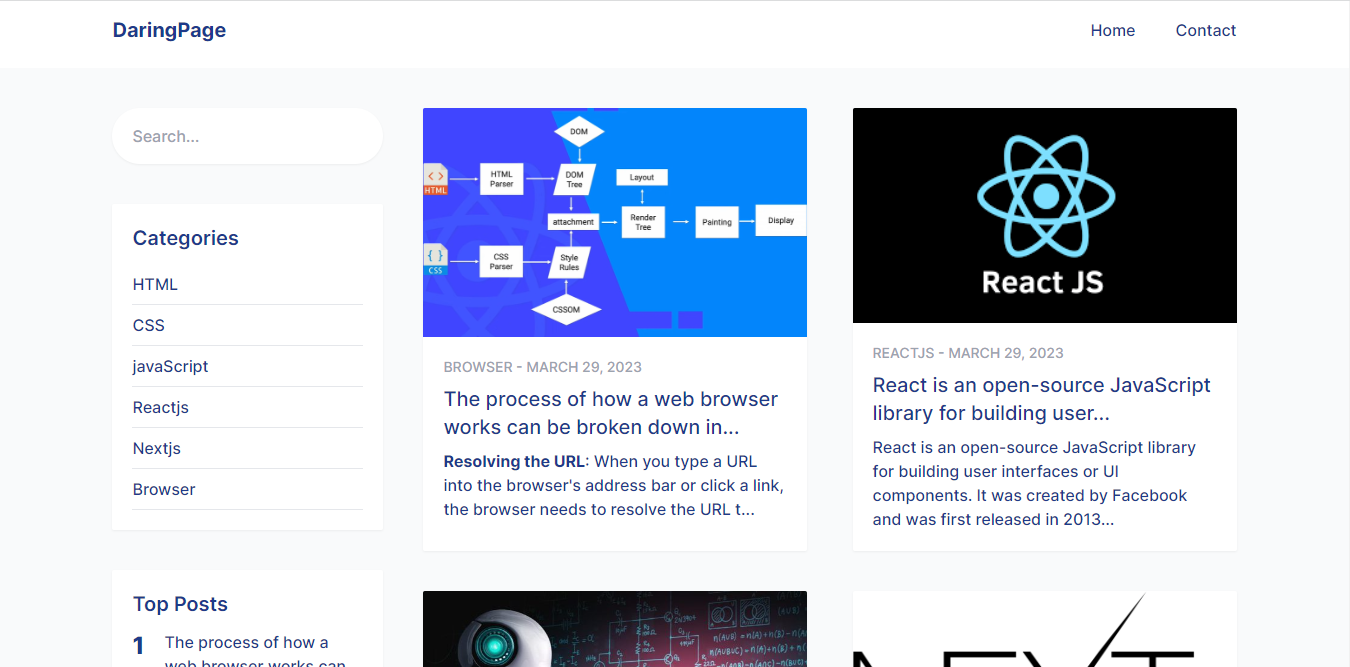 DaringPage
Home
Contact
Search...
Categories
HTML
CSS
javaScript
Reactjs
Nextjs
Browser
Top Posts
1
The process of how a
web browser works can
DOM
HTML
HTML
Parser
DOM
Tree
Layout
attachment
Render
Tree
Painting
Display
CSS
CSS
Parser
Style
Rules
CSSOM
BROWSER - MARCH 29, 2023
The process of how a web browser
works can be broken down in...
Resolving the URL: When you type a URL
into the browser's address bar or click a link,
the browser needs to resolve the URL t...
React JS
REACTJS - MARCH 29, 2023
React is an open-source JavaScript
library for building user...
React is an open-source JavaScript library
for building user interfaces or UI
components. It was created by Facebook
and was first released in 2013...
NEXT